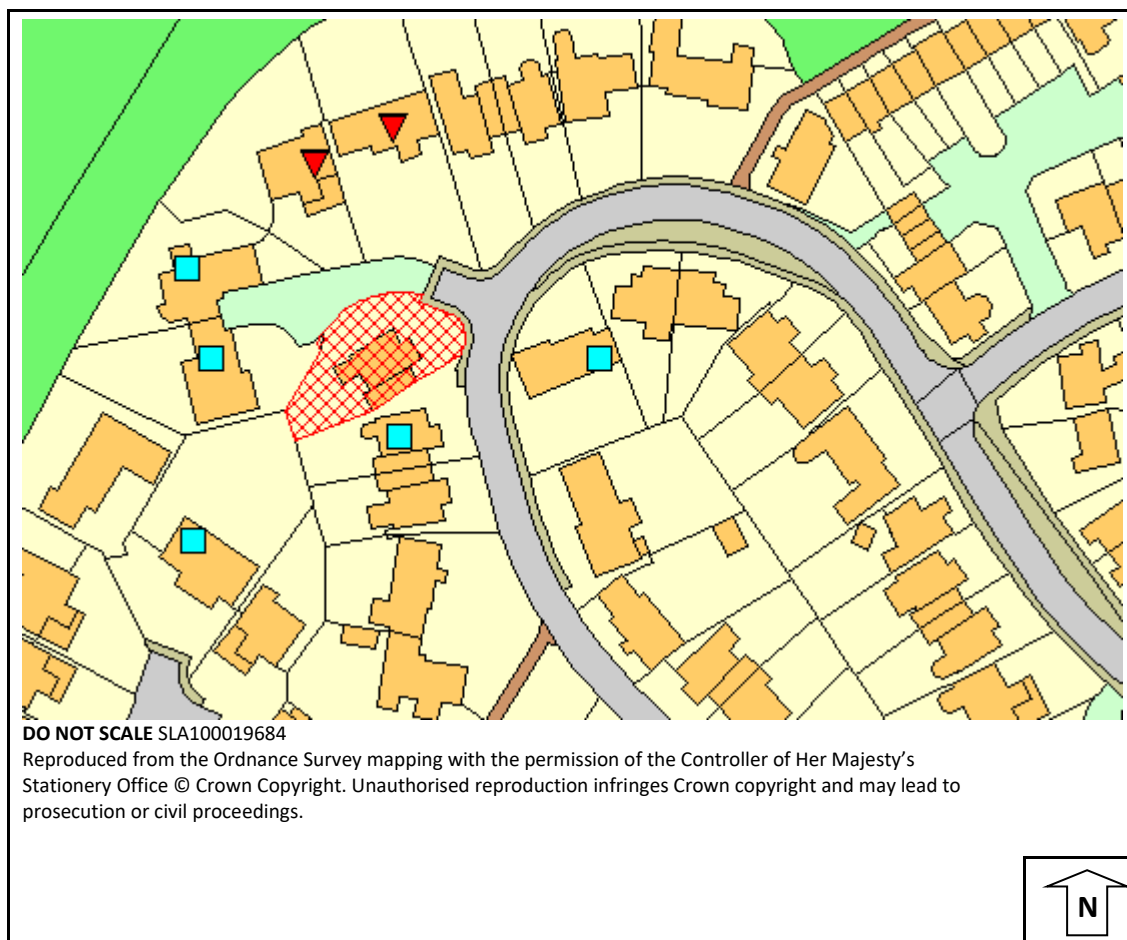 DO NOT SCALE SLA100019684
Reproduced from the Ordnance Survey mapping with the permission of the Controller of Her Majesty’s
Stationery Office © Crown Copyright. Unauthorised reproduction infringes Crown copyright and may lead to
prosecution or civil proceedings.
N